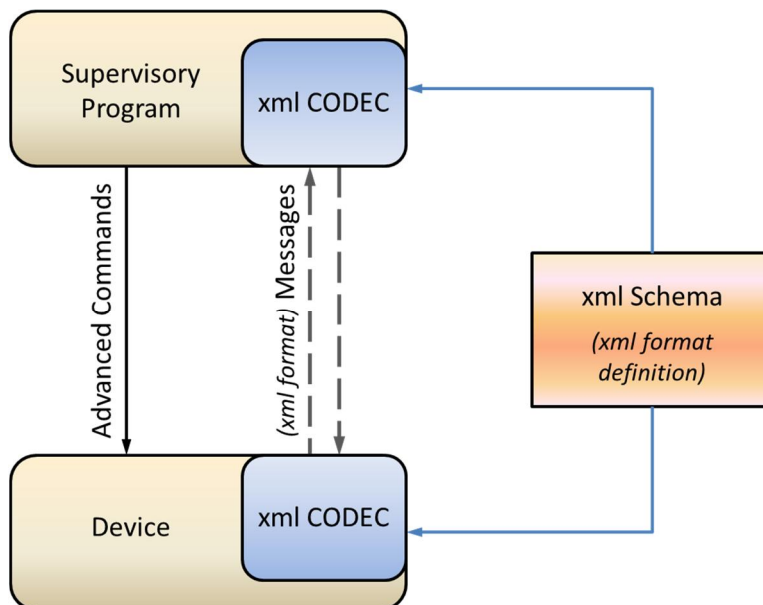 Supervisory
Program
xml CODEC
Advanced Commands
(xml format) Messages
xml Schema
(xml format
definition)
Device
xml CODEC